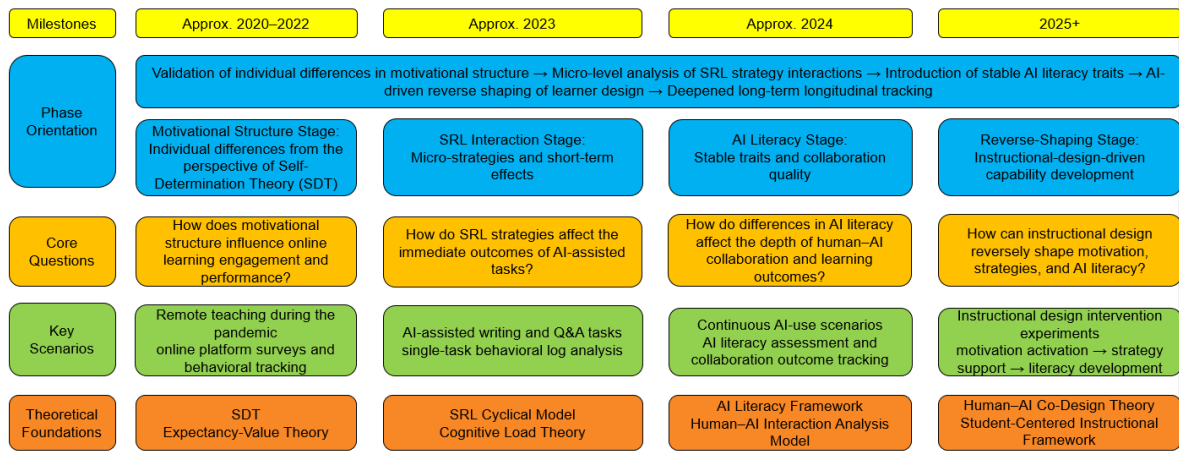 Milestones
Approx. 2020–2022
Approx. 2023
Approx. 2024
2025+
Phase
Orientation
Validation of individual differences in motivational structure → Micro-level analysis of SRL strategy interactions → Introduction of stable AI literacy traits → AI-
driven reverse shaping of learner design → Deepened long-term longitudinal tracking
Motivational Structure Stage:
Individual differences from the
perspective of Self-
Determination Theory (SDT)
SRL Interaction Stage:
Micro-strategies and short-term
effects
AI Literacy Stage:
Stable traits and collaboration
quality
Reverse-Shaping Stage:
Instructional-design-driven
capability development
Core
Questions
How does motivational
structure influence online
learning engagement and
performance?
How do SRL strategies affect the
immediate outcomes of AI-assisted
tasks?
How do differences in AI literacy
affect the depth of human–AI
collaboration and learning
outcomes?
How can instructional design
reversely shape motivation,
strategies, and AI literacy?
Key
Scenarios
Remote teaching during the
pandemic
online platform surveys and
behavioral tracking
AI-assisted writing and Q&A tasks
single-task behavioral log analysis
Continuous AI-use scenarios
AI literacy assessment and
collaboration outcome tracking
Instructional design intervention
experiments
motivation activation → strategy
support → literacy development
Theoretical
Foundations
SDT
Expectancy-Value Theory
SRL Cyclical Model
Cognitive Load Theory
AI Literacy Framework
Human–AI Interaction Analysis
Model
Human–AI Co-Design Theory
Student-Centered Instructional
Framework